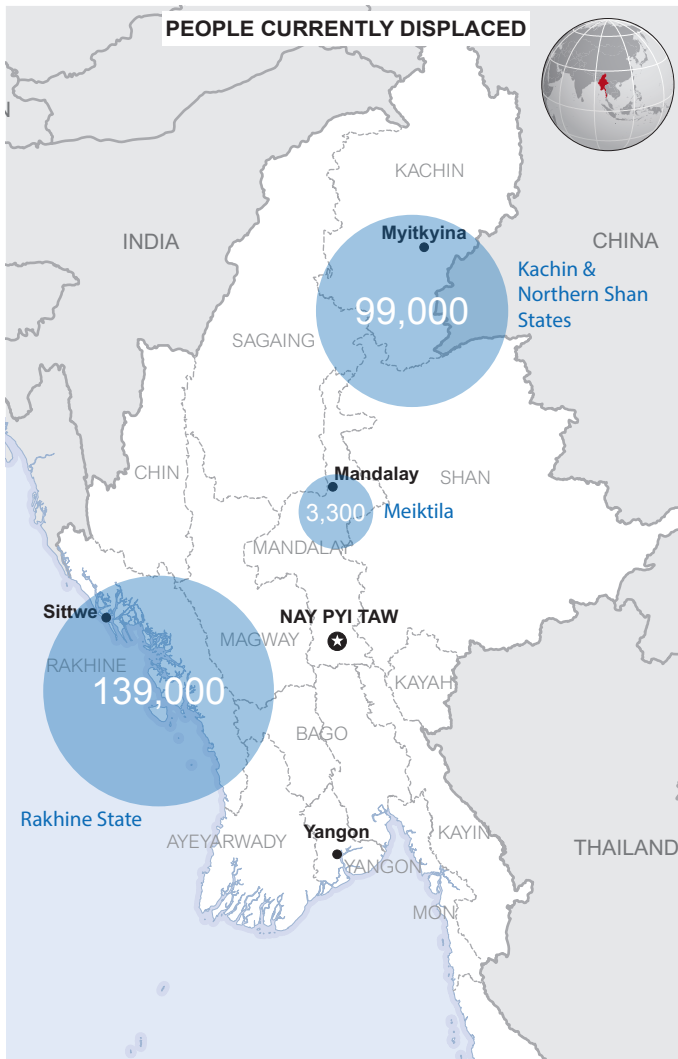 PEOPLE CURRENTLY DISPLACED
KACHIN
INDIA
Myitkyina
CHINA
Kachin &
Northern Shan
States
99,000
SAGAING
CHIN
Mandalay
SHAN
3,300
Meiktila
MANDALAY
Sittwe
NAY PYI TAW
MAGWAY
RAKHINE
KAYAH
139,000
BAGO
Rakhine State
AYEYARWADY
Yangon
KAYIN
THAILAND
YANGON
MON